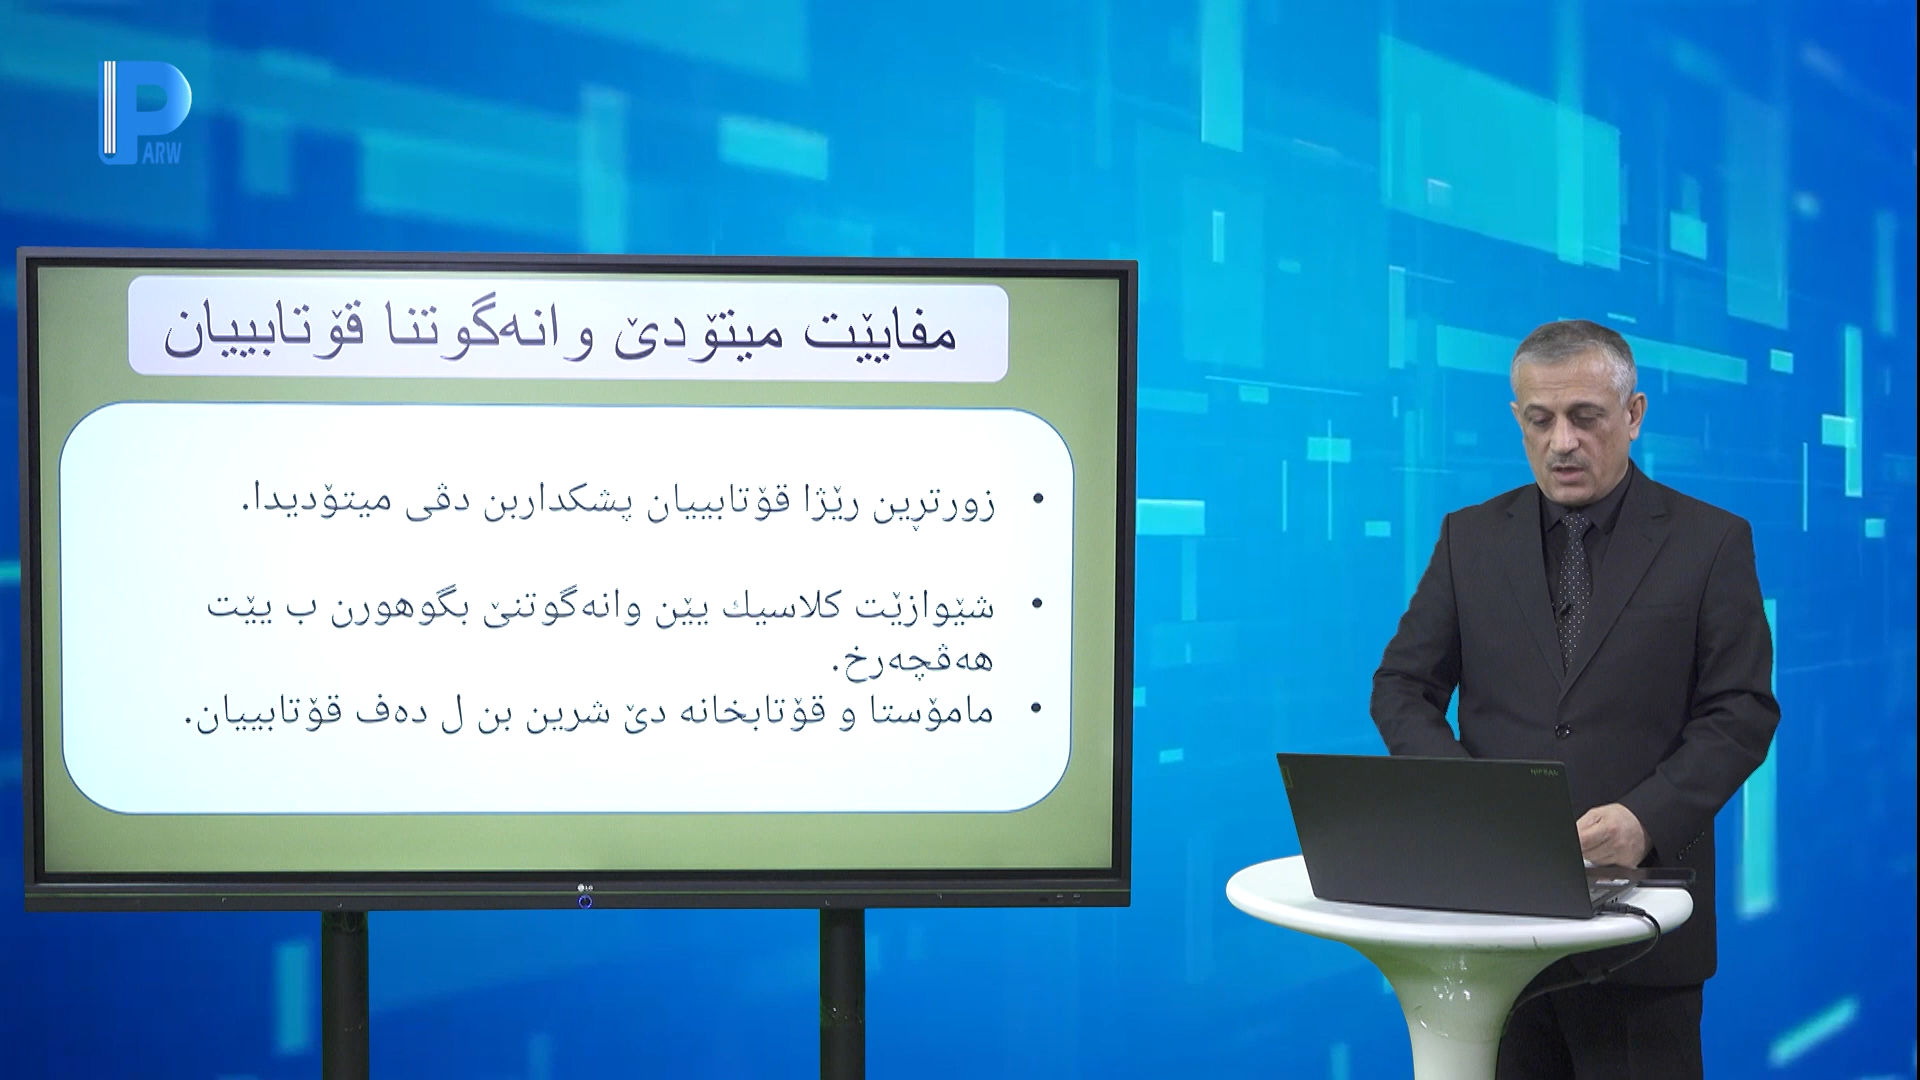 P
ARW
مفایێت میتۆدێ وانەگوتنا قۆتابییان
• زورترین رێژا قۆتابییان پشکداربن دڤی میتۆدیدا.
• شێوازێت کلاسیك یێن وانەگوتنێ بگوهورن ب یێت
هەڤچەرخ.
• مامۆستا و قۆتابخانە دێ شرین بن ل دەف قۆتابییان.
LG